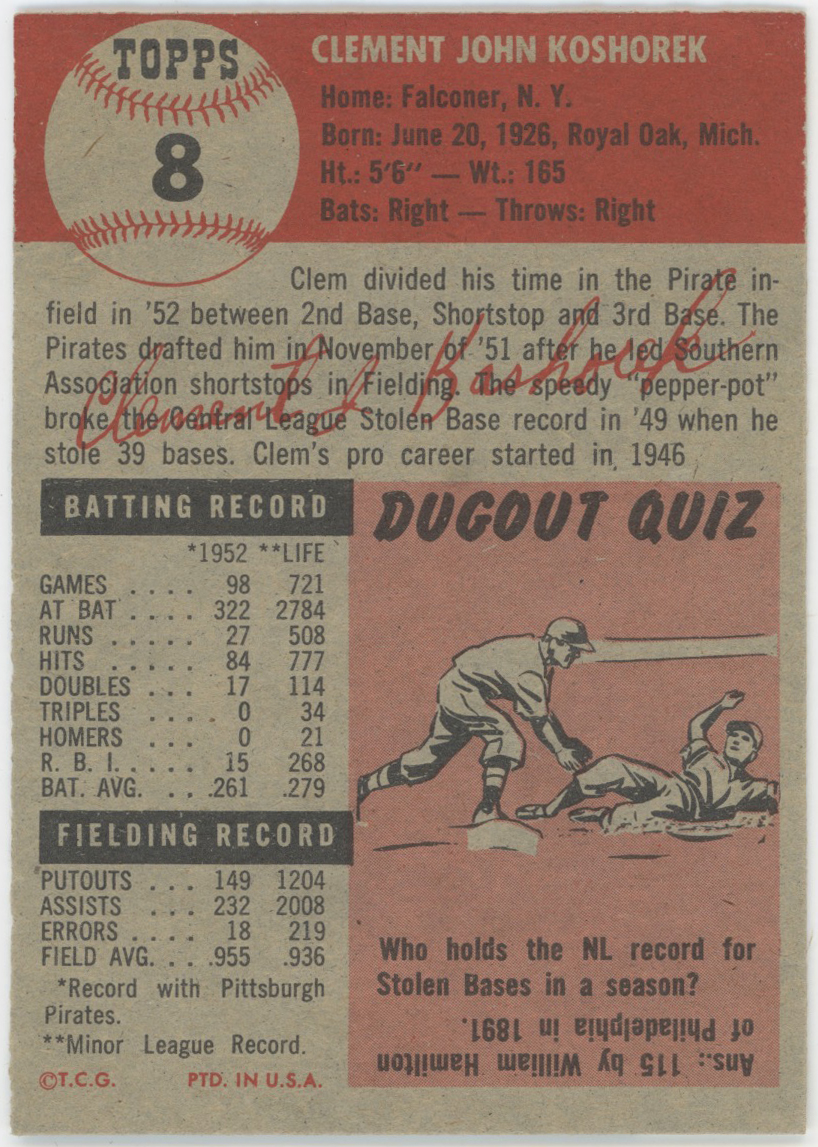 TOPPS
8
CLEMENT JOHN KOSHOREK
Home: Falconer, N. Y.
Born: June 20, 1926, Royal Oak, Mich.
Ht.: 5'6" — Wt.: 165
Bats: Right — Throws: Right
Clem divided his time in the Pirate in-
field in '52 between 2nd Base, Shortstop and 3rd Base. The
Pirates drafted him in November of '51 after he led Southern
Association shortstops in Fielding. The speedy "pepper-pot"
broke the Central League Stolen Base record in '49 when he
stole 39 bases. Clem's pro career started in 1946
Clement J Koshorek
BATTING RECORD
*1952 **LIFE
GAMES . . . . 98 721
AT BAT . . . . 322 2784
RUNS . . . . . 27 508
HITS . . . . . 84 777
DOUBLES . . . 17 114
TRIPLES . . . . 0 34
HOMERS . . . 0 21
R. B. I. . . . . 15 268
BAT. AVG. . . .261 .279
FIELDING RECORD
PUTOUTS . . . 149 1204
ASSISTS . . . 232 2008
ERRORS . . . . 18 219
FIELD AVG. . . .955 .936
*Record with Pittsburgh
Pirates.
**Minor League Record.
©T.C.G. PTD. IN U.S.A.
DUGOUT QUIZ
Who holds the NL record for
Stolen Bases in a season?
Ans.: 115 by William Hamilton
of Philadelphia in 1891.